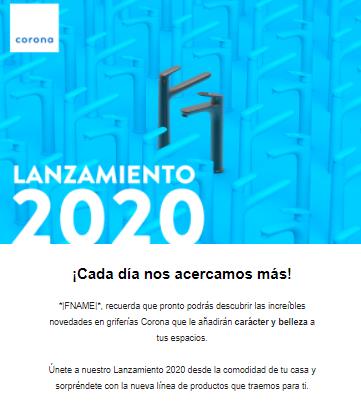 corona
LANZAMIENTO
2020
¡Cada día nos acercamos más!
*|FNAME|*, recuerda que pronto podrás descubrir las increíbles
novedades en griferías Corona que le añadirán carácter y belleza a
tus espacios.
Únete a nuestro Lanzamiento 2020 desde la comodidad de tu casa y
sorpréndete con la nueva línea de productos que traemos para ti.